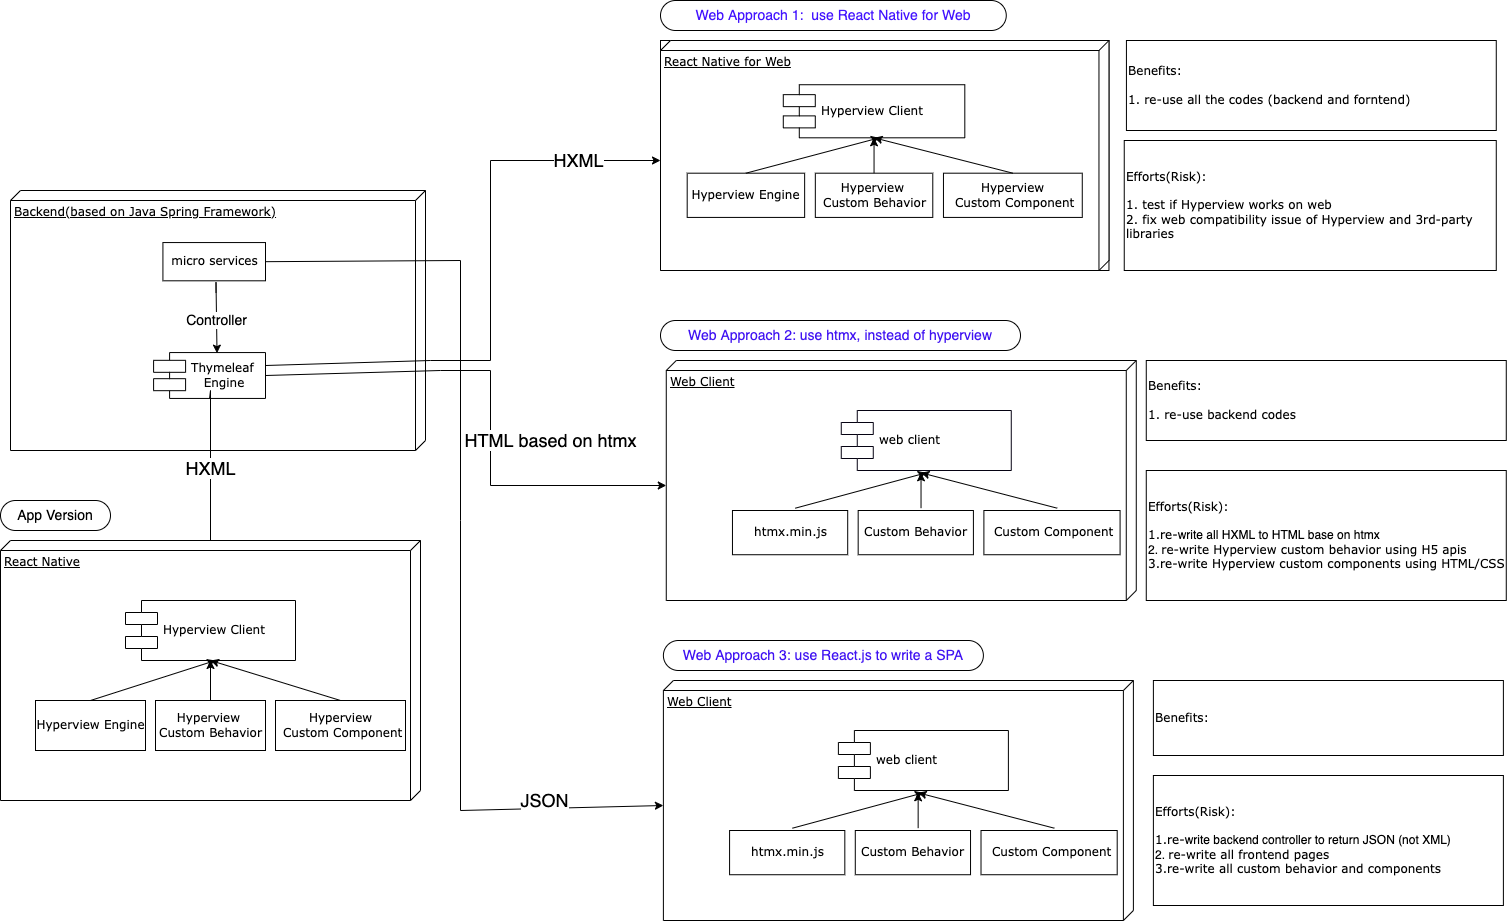 Web Approach 1:  use React Native for Web
React Native for Web
Hyperview Client
Hyperview Engine
Hyperview
Custom Behavior
Hyperview
Custom Component
Benefits:
1. re-use all the codes (backend and forntend)
Efforts(Risk):
1. test if Hyperview works on web
2. fix web compatibility issue of Hyperview and 3rd-party
libraries
HXML
Backend(based on Java Spring Framework)
micro services
Controller
Thymeleaf
Engine
HXML
HTML based on htmx
JSON
App Version
React Native
Hyperview Client
Hyperview Engine
Hyperview
Custom Behavior
Hyperview
Custom Component
Web Approach 2: use htmx, instead of hyperview
Web Client
web client
htmx.min.js
Custom Behavior
Custom Component
Benefits:
1. re-use backend codes
Efforts(Risk):
1.re-write all HXML to HTML base on htmx
2. re-write Hyperview custom behavior using H5 apis
3.re-write Hyperview custom components using HTML/CSS
Web Approach 3: use React.js to write a SPA
Web Client
web client
htmx.min.js
Custom Behavior
Custom Component
Benefits:
Efforts(Risk):
1.re-write backend controller to return JSON (not XML)
2. re-write all frontend pages
3.re-write all custom behavior and components